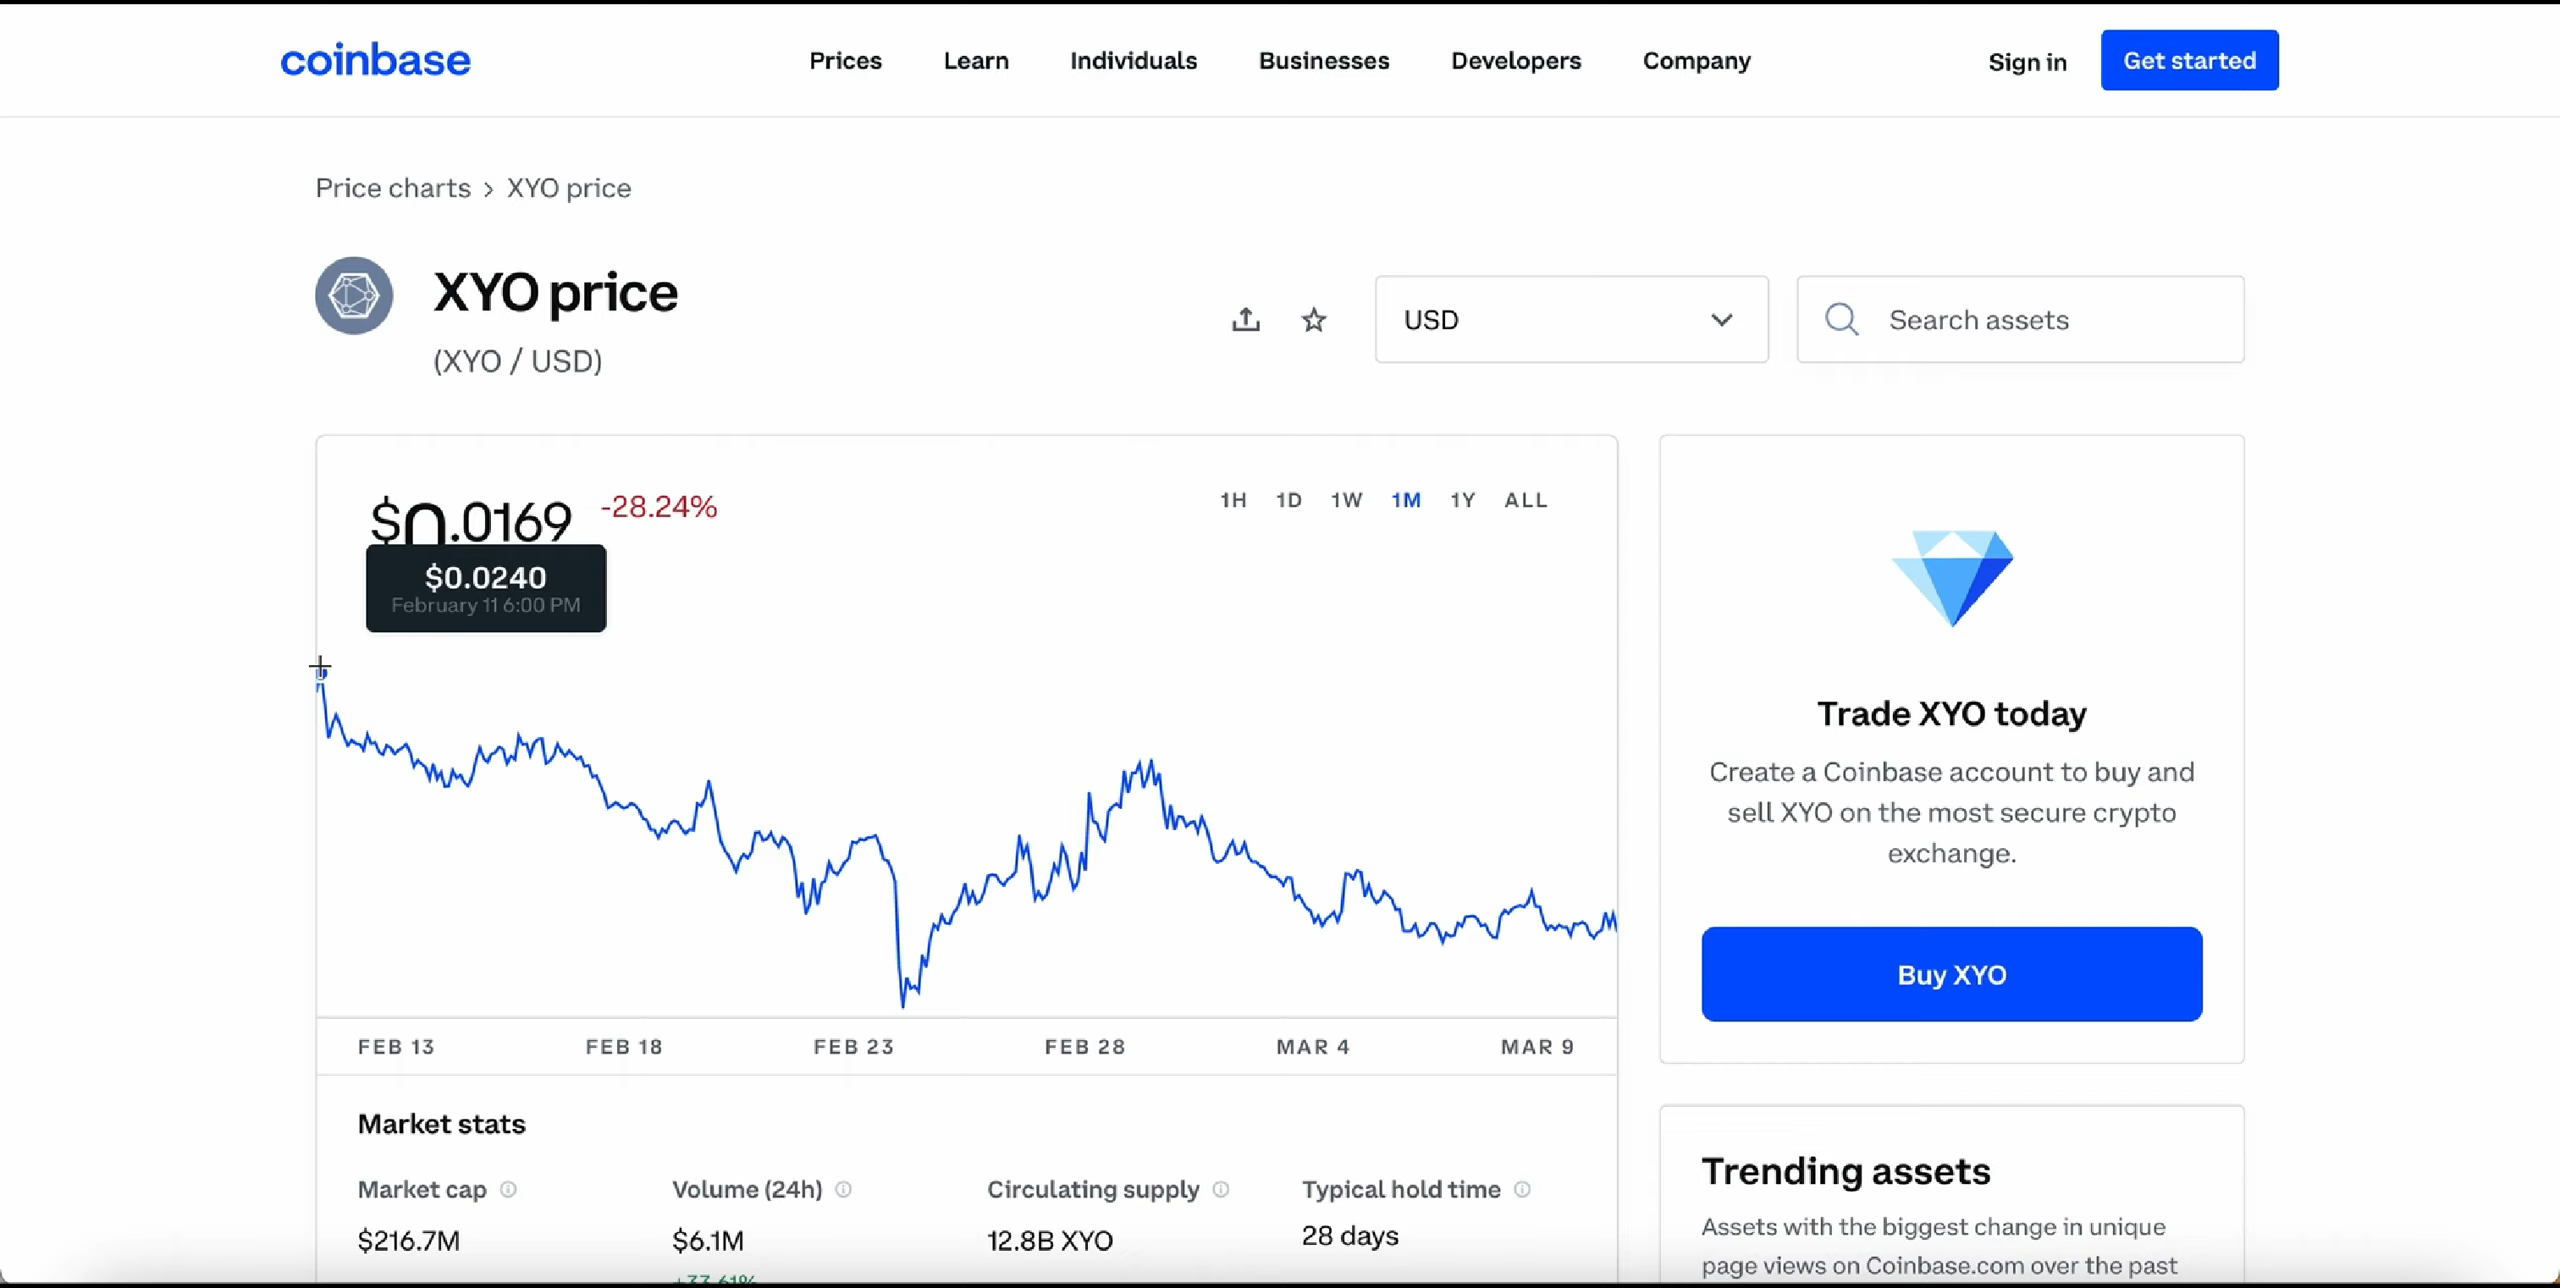 coinbase
Prices Learn Individuals Businesses Developers Company
Sign in Get started
Price charts > XYO price
XYO price
(XYO / USD)
USD
Search assets
$0.0169 -28.24%
1H 1D 1W 1M 1Y ALL
$0.0240
February 11 6:00 PM
FEB 13 FEB 18 FEB 23 FEB 28 MAR 4 MAR 9
Market stats
Market cap Volume (24h) Circulating supply Typical hold time
$216.7M $6.1M 12.8B XYO 28 days
+33.61%
Trade XYO today
Create a Coinbase account to buy and
sell XYO on the most secure crypto
exchange.
Buy XYO
Trending assets
Assets with the biggest change in unique
page views on Coinbase.com over the past